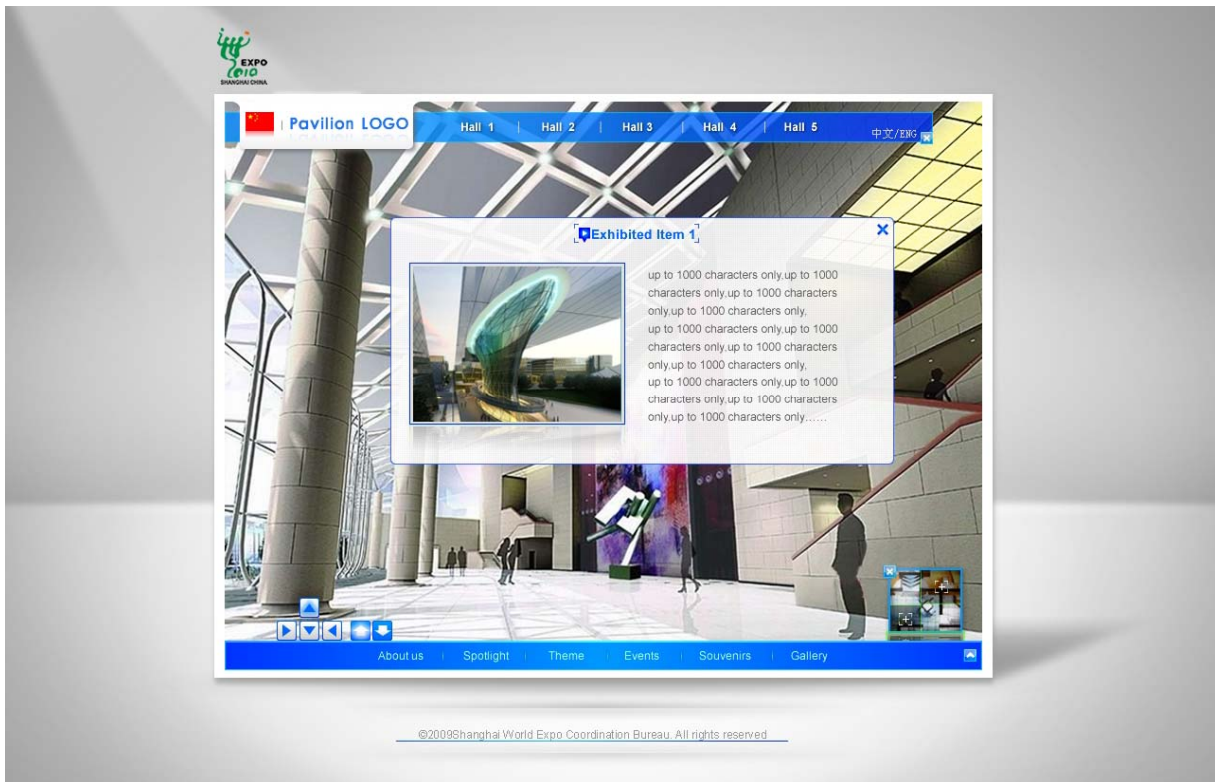 EXPO
2010
SHANGHAI CHINA
Pavilion LOGO
Hall 1 | Hall 2 | Hall 3 | Hall 4 | Hall 5
中文/ENG
Exhibited Item 1
up to 1000 characters only,up to 1000
characters only,up to 1000 characters
only,up to 1000 characters only,
up to 1000 characters only,up to 1000
characters only,up to 1000 characters
only,up to 1000 characters only,
up to 1000 characters only,up to 1000
characters only,up to 1000 characters
only,up to 1000 characters only……
About us | Spotlight | Theme | Events | Souvenirs | Gallery
©2009Shanghai World Expo Coordination Bureau. All rights reserved